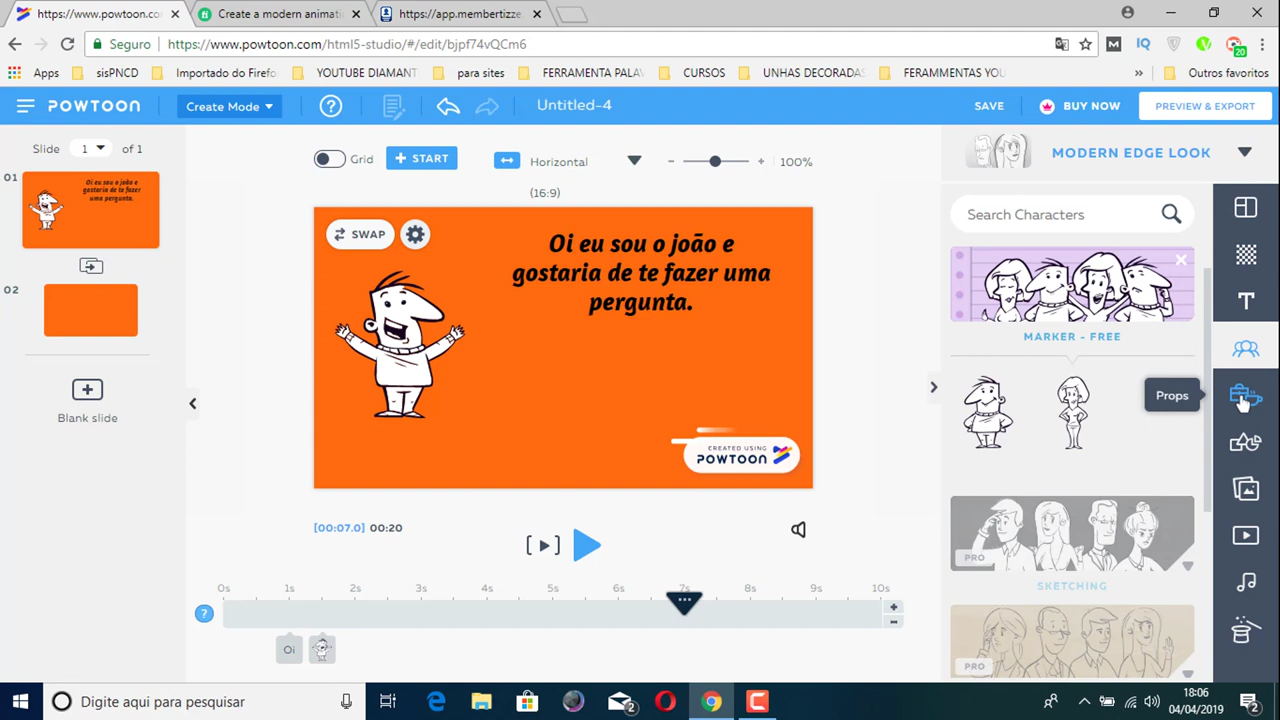 https://www.powtoon.co
Create a modern animati
https://app.membertizze
Seguro
https://www.powtoon.com/html5-studio/#/edit/bjpf74vQCm6
20
Apps
sisPNCD
Importado do Firefo
YOUTUBE DIAMANT
para sites
FERRAMENTA PALA
CURSOS
UNHAS DECORADAS
FERAMMENTAS YOU
»
Outros favoritos
POWTOON
Create Mode
?
Untitled-4
SAVE
BUY NOW
PREVIEW & EXPORT
Slide
1
of 1
Grid
+ START
Horizontal
(16:9)
- + 100%
MODERN EDGE LOOK
01
Oi eu sou o joão e
gostaria de te fazer
uma pergunta.
02
Blank slide
SWAP
Oi eu sou o joão e
gostaria de te fazer uma
pergunta.
CREATED USING
POWTOON
Search Characters
MARKER - FREE
Props
PRO
SKETCHING
PRO
[00:07.0] 00:20
0s 1s 2s 3s 4s 5s 6s 7s 8s 9s 10s
?
+
-
Oi
Digite aqui para pesquisar
2
18:06
04/04/2019
2